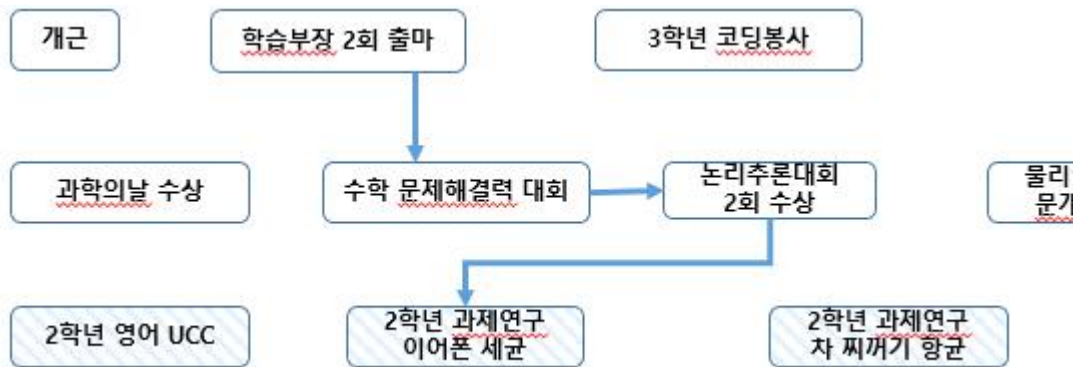 개근
학습부장 2회 출마
3학년 코딩봉사
과학의날 수상
수학 문제해결력 대회
논리추론대회
2회 수상
물리
2학년 영어 UCC
2학년 과제연구
이어폰 세균
2학년 과제연구
차 찌꺼기 항균